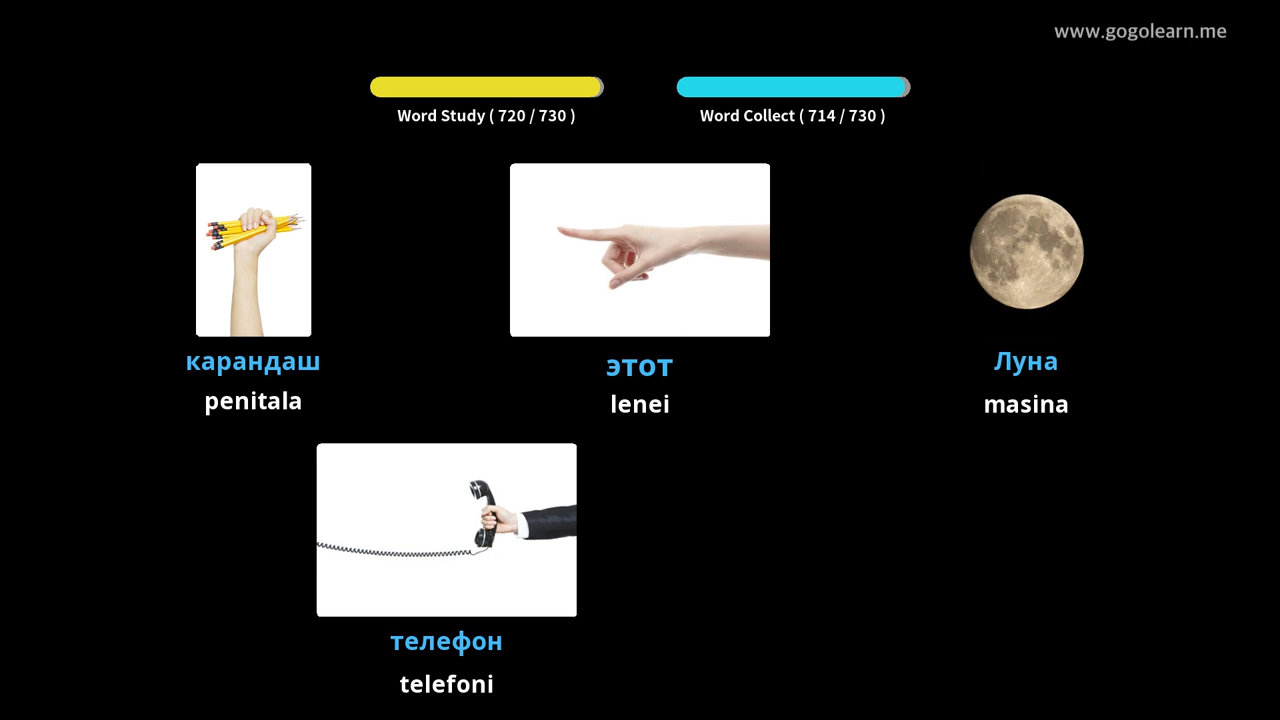 www.gogolearn.me
Word Study ( 720 / 730 )
Word Collect ( 714 / 730 )
карандаш
penitala
этот
lenei
Луна
masina
телефон
telefoni